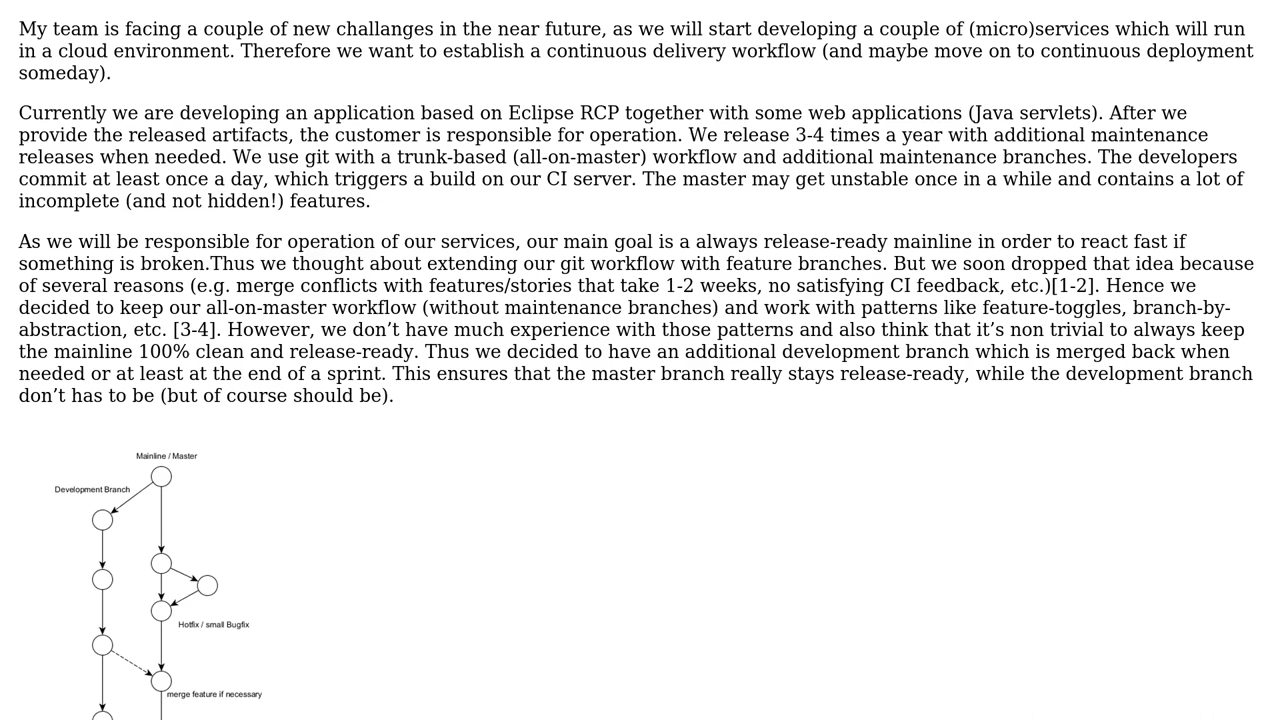 My team is facing a couple of new challanges in the near future, as we will start developing a couple of (micro)services which will run
in a cloud environment. Therefore we want to establish a continuous delivery workflow (and maybe move on to continuous deployment
someday).
Currently we are developing an application based on Eclipse RCP together with some web applications (Java servlets). After we
provide the released artifacts, the customer is responsible for operation. We release 3-4 times a year with additional maintenance
releases when needed. We use git with a trunk-based (all-on-master) workflow and additional maintenance branches. The developers
commit at least once a day, which triggers a build on our CI server. The master may get unstable once in a while and contains a lot of
incomplete (and not hidden!) features.
As we will be responsible for operation of our services, our main goal is a always release-ready mainline in order to react fast if
something is broken.Thus we thought about extending our git workflow with feature branches. But we soon dropped that idea because
of several reasons (e.g. merge conflicts with features/stories that take 1-2 weeks, no satisfying CI feedback, etc.)[1-2]. Hence we
decided to keep our all-on-master workflow (without maintenance branches) and work with patterns like feature-toggles, branch-by-
abstraction, etc. [3-4]. However, we don’t have much experience with those patterns and also think that it’s non trivial to always keep
the mainline 100% clean and release-ready. Thus we decided to have an additional development branch which is merged back when
needed or at least at the end of a sprint. This ensures that the master branch really stays release-ready, while the development branch
don’t has to be (but of course should be).
Mainline / Master
Development Branch
Hotfix / small Bugfix
merge feature if necessary